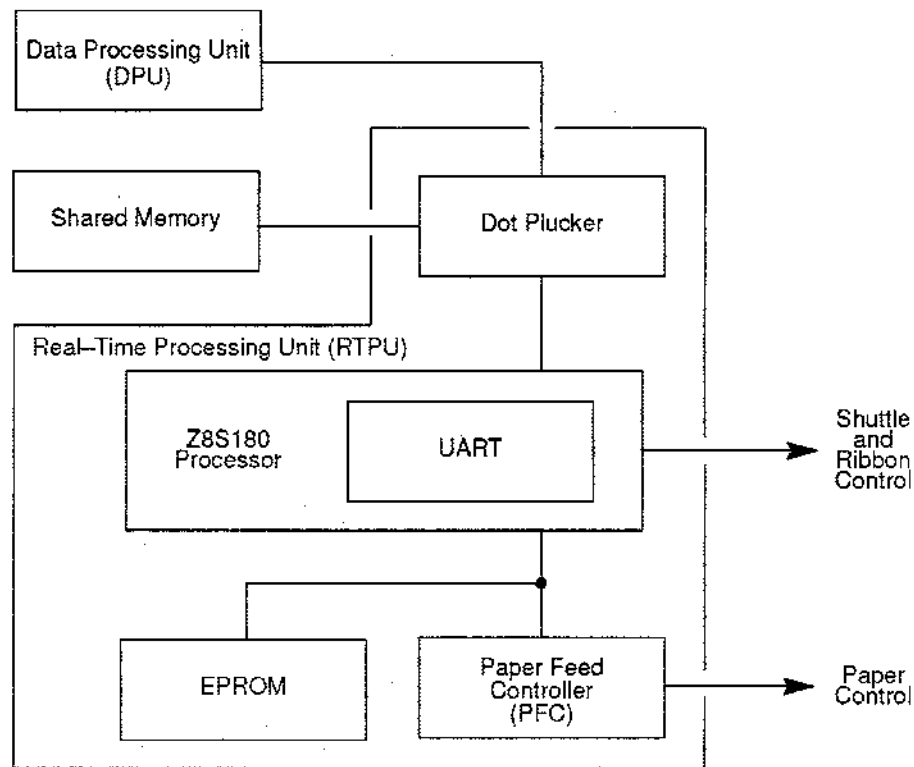 Data Processing Unit
(DPU)
Shared Memory
Dot Plucker
Real–Time Processing Unit (RTPU)
Z8S180
Processor
UART
Shuttle
and
Ribbon
Control
EPROM
Paper Feed
Controller
(PFC)
Paper
Control